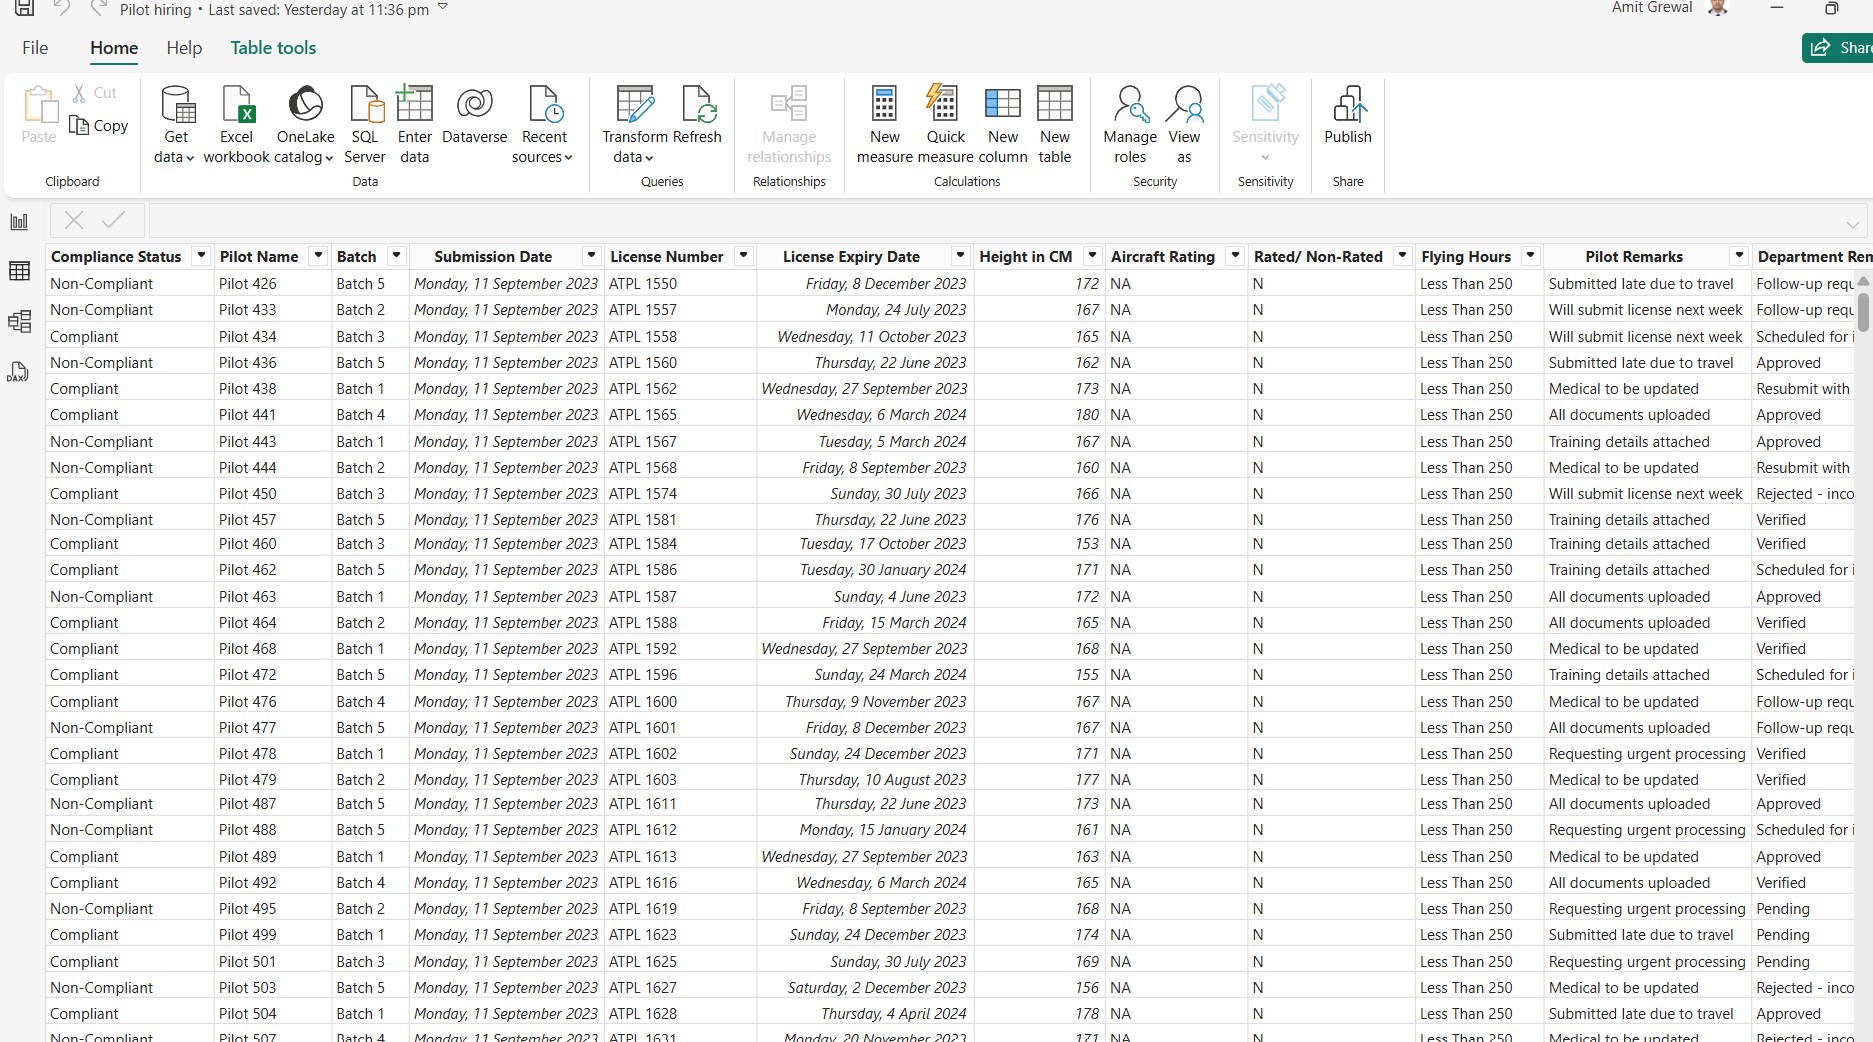 Pilot hiring • Last saved: Yesterday at 11:36 pm
Amit Grewal
File Home Help Table tools
Share
Paste Cut Copy
Get data Excel workbook OneLake catalog SQL Server Enter data Dataverse Recent sources
Transform data Refresh
Manage relationships
New measure Quick measure New column New table
Manage roles View as
Sensitivity
Publish
Clipboard Data Queries Relationships Calculations Security Sensitivity Share
DAX
Compliance Status Pilot Name Batch Submission Date License Number License Expiry Date Height in CM Aircraft Rating Rated/ Non-Rated Flying Hours Pilot Remarks Department Rem
Non-Compliant Pilot 426 Batch 5 Monday, 11 September 2023 ATPL 1550 Friday, 8 December 2023 172 NA N Less Than 250 Submitted late due to travel Follow-up requ
Non-Compliant Pilot 433 Batch 2 Monday, 11 September 2023 ATPL 1557 Monday, 24 July 2023 167 NA N Less Than 250 Will submit license next week Follow-up requ
Compliant Pilot 434 Batch 3 Monday, 11 September 2023 ATPL 1558 Wednesday, 11 October 2023 165 NA N Less Than 250 Will submit license next week Scheduled for i
Non-Compliant Pilot 436 Batch 5 Monday, 11 September 2023 ATPL 1560 Thursday, 22 June 2023 162 NA N Less Than 250 Submitted late due to travel Approved
Compliant Pilot 438 Batch 1 Monday, 11 September 2023 ATPL 1562 Wednesday, 27 September 2023 173 NA N Less Than 250 Medical to be updated Resubmit with
Compliant Pilot 441 Batch 4 Monday, 11 September 2023 ATPL 1565 Wednesday, 6 March 2024 180 NA N Less Than 250 All documents uploaded Approved
Non-Compliant Pilot 443 Batch 1 Monday, 11 September 2023 ATPL 1567 Tuesday, 5 March 2024 167 NA N Less Than 250 Training details attached Approved
Non-Compliant Pilot 444 Batch 2 Monday, 11 September 2023 ATPL 1568 Friday, 8 September 2023 160 NA N Less Than 250 Medical to be updated Resubmit with
Compliant Pilot 450 Batch 3 Monday, 11 September 2023 ATPL 1574 Sunday, 30 July 2023 166 NA N Less Than 250 Will submit license next week Rejected - inco
Non-Compliant Pilot 457 Batch 5 Monday, 11 September 2023 ATPL 1581 Thursday, 22 June 2023 176 NA N Less Than 250 Training details attached Verified
Compliant Pilot 460 Batch 3 Monday, 11 September 2023 ATPL 1584 Tuesday, 17 October 2023 153 NA N Less Than 250 Training details attached Verified
Compliant Pilot 462 Batch 5 Monday, 11 September 2023 ATPL 1586 Tuesday, 30 January 2024 171 NA N Less Than 250 Training details attached Scheduled for i
Non-Compliant Pilot 463 Batch 1 Monday, 11 September 2023 ATPL 1587 Sunday, 4 June 2023 172 NA N Less Than 250 All documents uploaded Approved
Compliant Pilot 464 Batch 2 Monday, 11 September 2023 ATPL 1588 Friday, 15 March 2024 165 NA N Less Than 250 All documents uploaded Verified
Compliant Pilot 468 Batch 1 Monday, 11 September 2023 ATPL 1592 Wednesday, 27 September 2023 168 NA N Less Than 250 Medical to be updated Verified
Compliant Pilot 472 Batch 5 Monday, 11 September 2023 ATPL 1596 Sunday, 24 March 2024 155 NA N Less Than 250 Training details attached Scheduled for i
Compliant Pilot 476 Batch 4 Monday, 11 September 2023 ATPL 1600 Thursday, 9 November 2023 167 NA N Less Than 250 Medical to be updated Follow-up requ
Non-Compliant Pilot 477 Batch 5 Monday, 11 September 2023 ATPL 1601 Friday, 8 December 2023 167 NA N Less Than 250 All documents uploaded Follow-up requ
Compliant Pilot 478 Batch 1 Monday, 11 September 2023 ATPL 1602 Sunday, 24 December 2023 171 NA N Less Than 250 Requesting urgent processing Verified
Compliant Pilot 479 Batch 2 Monday, 11 September 2023 ATPL 1603 Thursday, 10 August 2023 177 NA N Less Than 250 Medical to be updated Verified
Non-Compliant Pilot 487 Batch 5 Monday, 11 September 2023 ATPL 1611 Thursday, 22 June 2023 173 NA N Less Than 250 All documents uploaded Approved
Non-Compliant Pilot 488 Batch 5 Monday, 11 September 2023 ATPL 1612 Monday, 15 January 2024 161 NA N Less Than 250 Requesting urgent processing Scheduled for i
Compliant Pilot 489 Batch 1 Monday, 11 September 2023 ATPL 1613 Wednesday, 27 September 2023 163 NA N Less Than 250 Medical to be updated Approved
Compliant Pilot 492 Batch 4 Monday, 11 September 2023 ATPL 1616 Wednesday, 6 March 2024 165 NA N Less Than 250 All documents uploaded Verified
Non-Compliant Pilot 495 Batch 2 Monday, 11 September 2023 ATPL 1619 Friday, 8 September 2023 168 NA N Less Than 250 Requesting urgent processing Pending
Compliant Pilot 499 Batch 1 Monday, 11 September 2023 ATPL 1623 Sunday, 24 December 2023 174 NA N Less Than 250 Submitted late due to travel Pending
Compliant Pilot 501 Batch 3 Monday, 11 September 2023 ATPL 1625 Sunday, 30 July 2023 169 NA N Less Than 250 Requesting urgent processing Pending
Non-Compliant Pilot 503 Batch 5 Monday, 11 September 2023 ATPL 1627 Saturday, 2 December 2023 156 NA N Less Than 250 Medical to be updated Rejected - inco
Compliant Pilot 504 Batch 1 Monday, 11 September 2023 ATPL 1628 Thursday, 4 April 2024 178 NA N Less Than 250 Submitted late due to travel Approved
Non-Compliant Pilot 507 Batch 4 Monday, 11 September 2023 ATPL 1631 Monday, 20 November 2023 171 NA N Less Than 250 Medical to be updated Rejected - inco